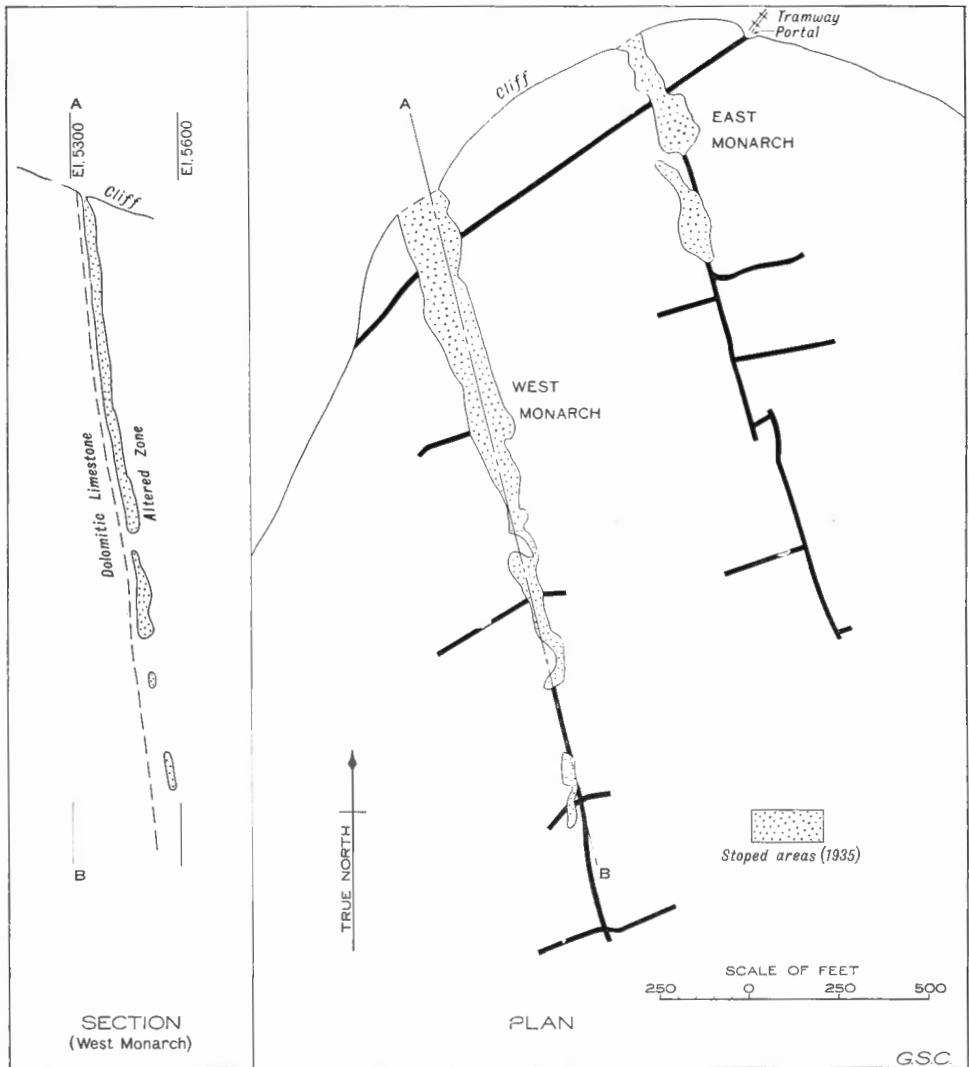 A
El. 5300
El. 5600
Cliff
Dolomitic Limestone
Altered Zone
B
SECTION
(West Monarch)
Tramway
Portal
Cliff
A
EAST
MONARCH
WEST
MONARCH
TRUE NORTH
B
Stoped areas (1935)
SCALE OF FEET
250 0 250 500
PLAN
G.S.C.